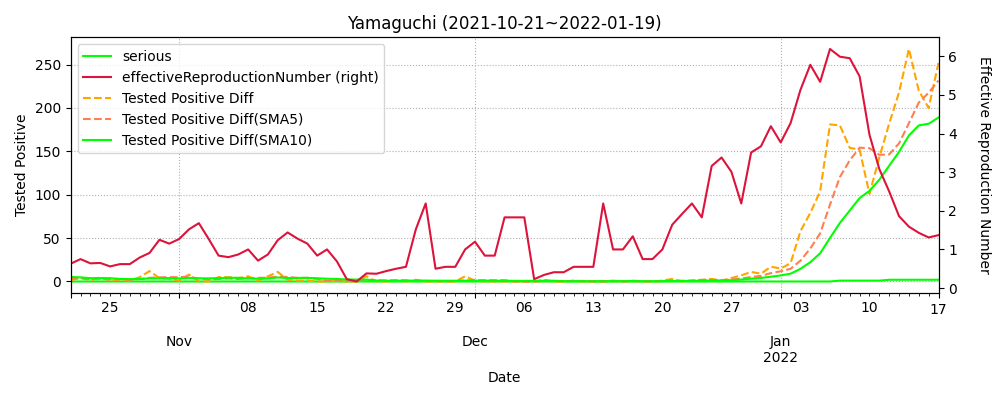 Yamaguchi (2021-10-21~2022-01-19)
serious
effectiveReproductionNumber (right)
Tested Positive Diff
Tested Positive Diff(SMA5)
Tested Positive Diff(SMA10)
Tested Positive
250
200
150
100
50
0
Effective Reproduction Number
6
5
4
3
2
1
0
25 08 15 22 29 06 13 20 27 03 10 17
Nov Dec Jan
2022
Date